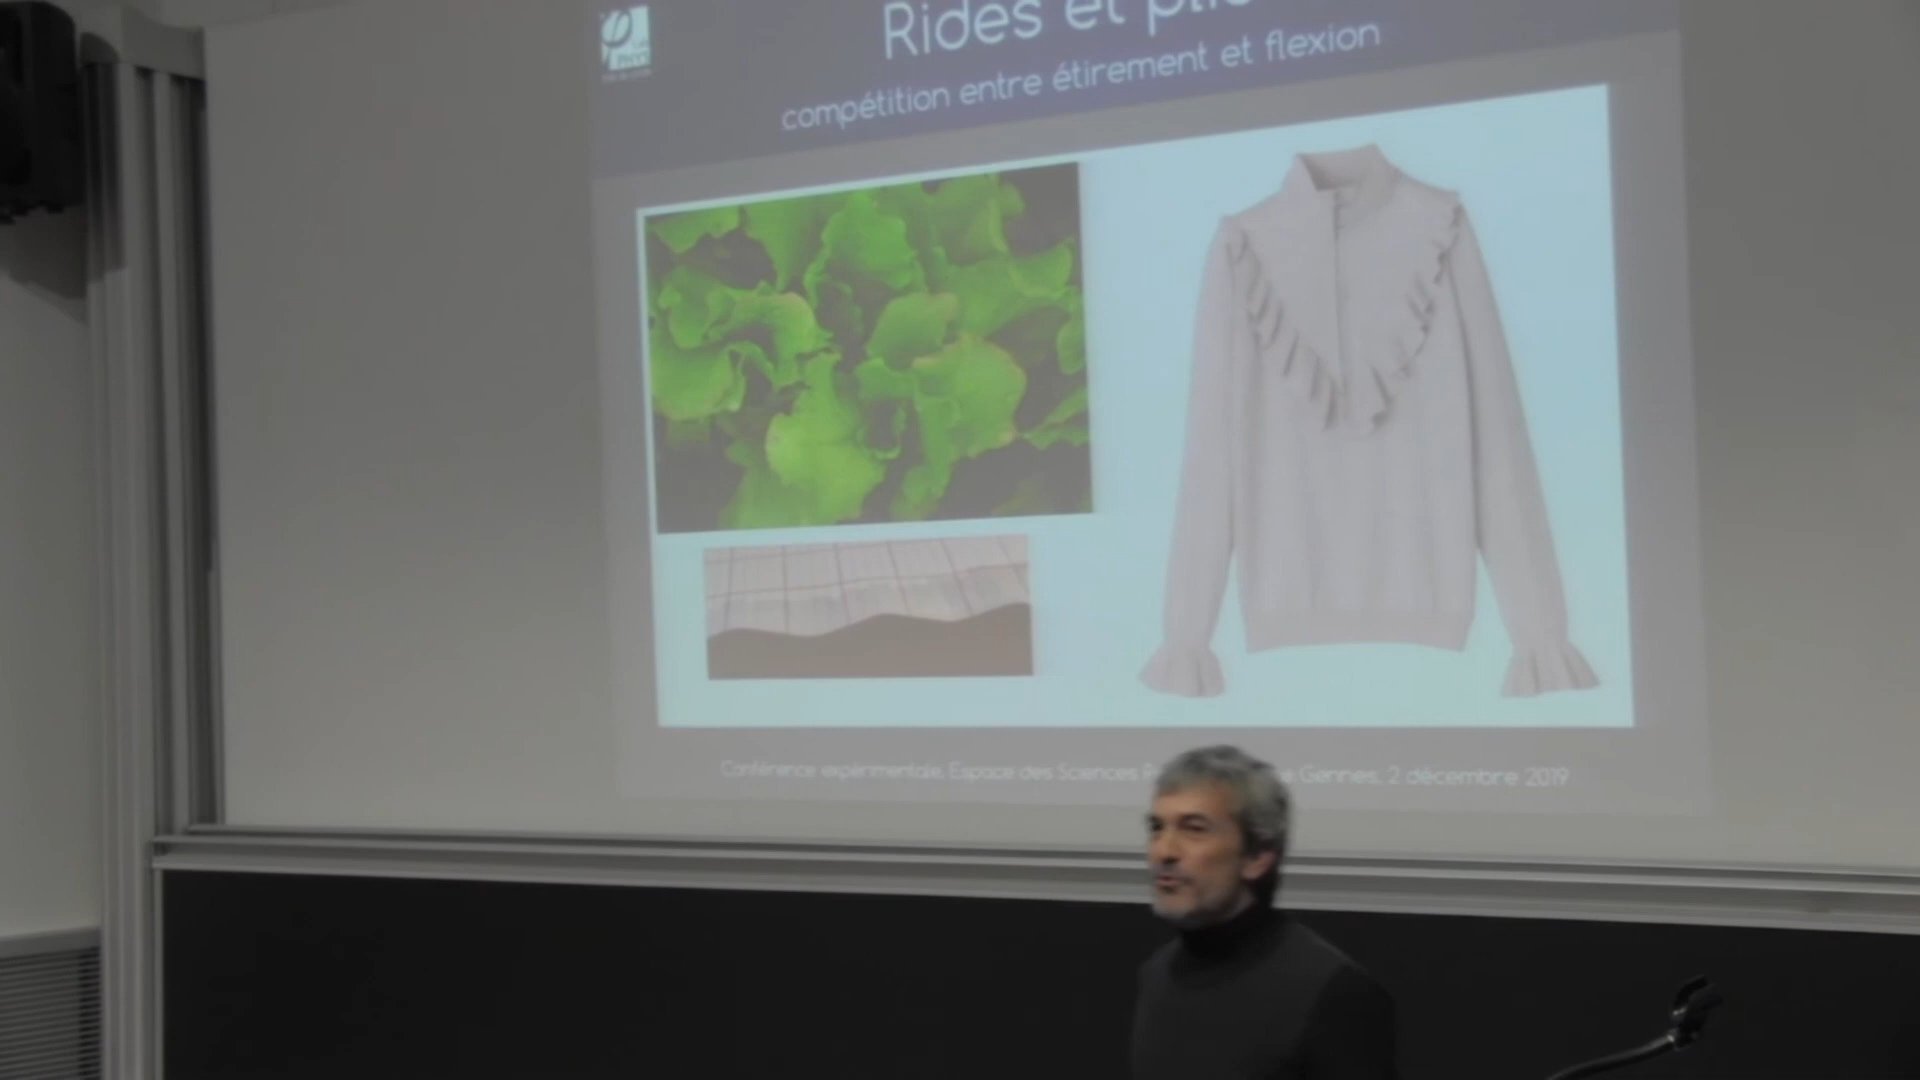 Rides et
compétition entre étirement et flexion
Conférence expérimentale, Espace des Sciences Gennes, 2 décembre 2019